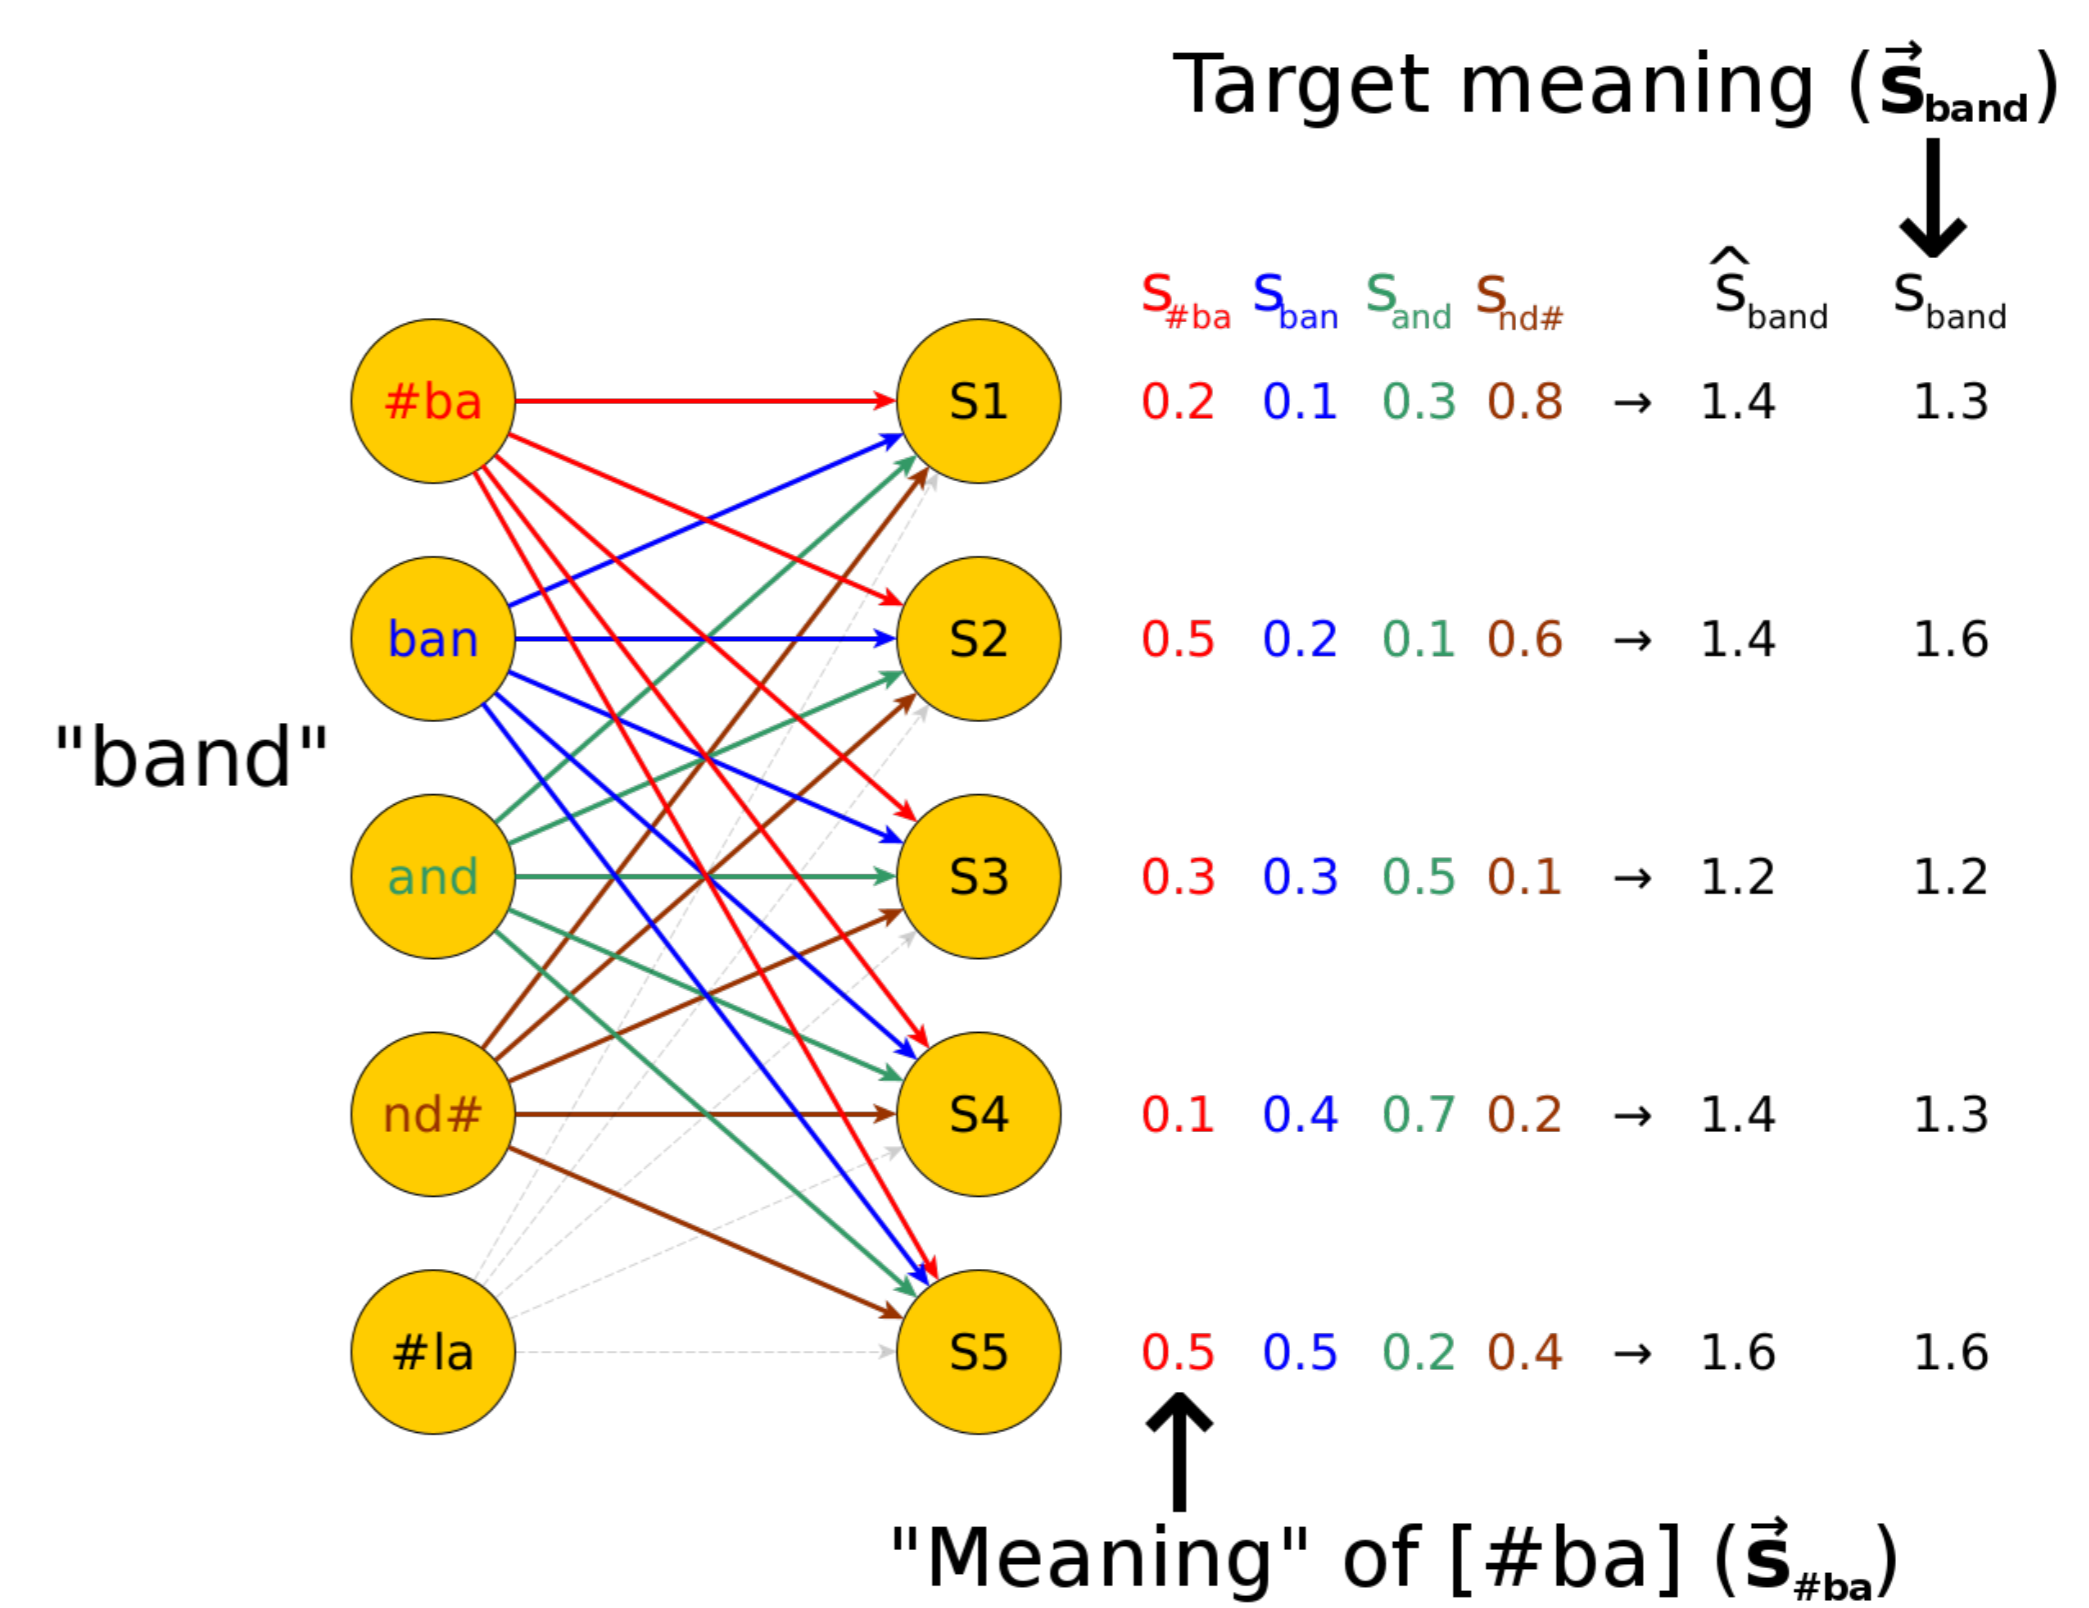 Target meaning (s⃗band)
S#ba Sban Sand Snd# Ŝband Sband
#ba S1 0.2 0.1 0.3 0.8 → 1.4 1.3
ban S2 0.5 0.2 0.1 0.6 → 1.4 1.6
"band"
and S3 0.3 0.3 0.5 0.1 → 1.2 1.2
nd# S4 0.1 0.4 0.7 0.2 → 1.4 1.3
#la S5 0.5 0.5 0.2 0.4 → 1.6 1.6
"Meaning" of [#ba] (s⃗#ba)